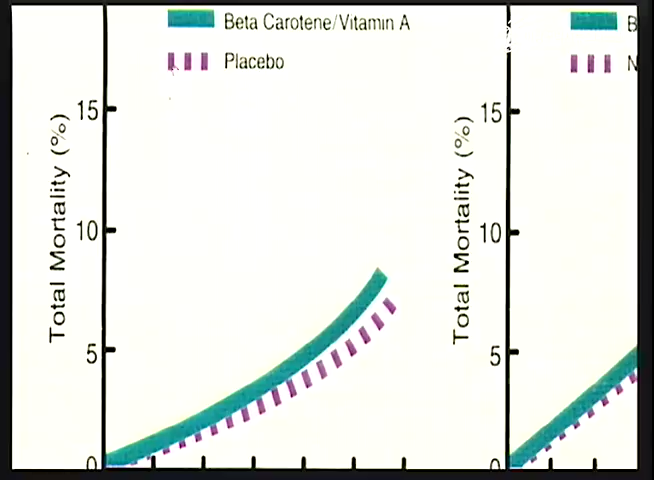 Beta Carotene/Vitamin A
Placebo
Total Mortality (%)
15
10
5
0
B
N
Total Mortality (%)
15
10
5
0